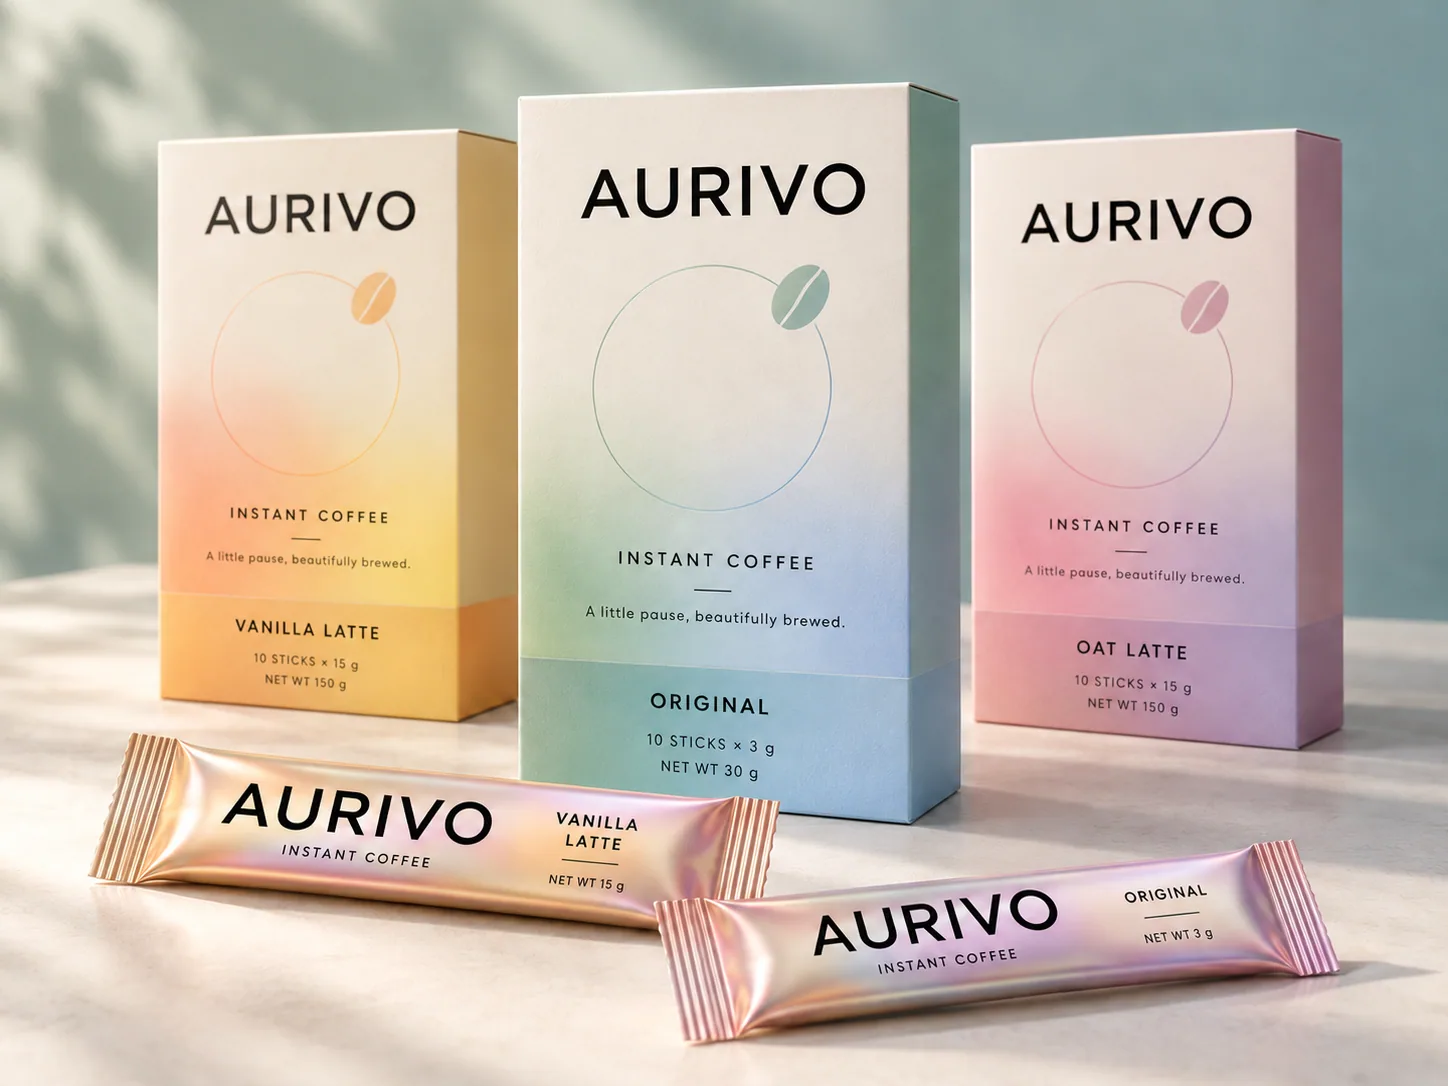 AURIVO
INSTANT COFFEE
A little pause, beautifully brewed.
VANILLA LATTE
10 STICKS × 15 g
NET WT 150 g
AURIVO
INSTANT COFFEE
A little pause, beautifully brewed.
ORIGINAL
10 STICKS × 3 g
NET WT 30 g
AURIVO
INSTANT COFFEE
A little pause, beautifully brewed.
OAT LATTE
10 STICKS × 15 g
NET WT 150 g
AURIVO
INSTANT COFFEE
VANILLA
LATTE
NET WT 15 g
AURIVO
INSTANT COFFEE
ORIGINAL
NET WT 3 g